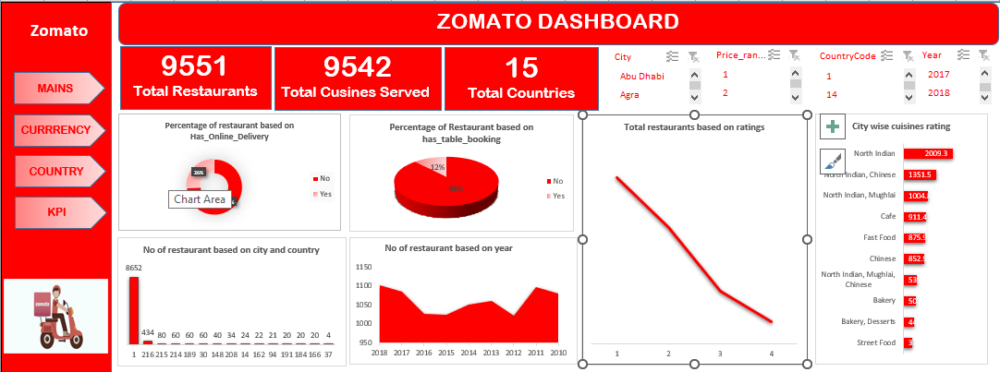 Zomato
MAINS
CURRRENCY
COUNTRY
KPI
zomato
ZOMATO DASHBOARD
9551
Total Restaurants
9542
Total Cusines Served
15
Total Countries
City
Abu Dhabi
Agra
Price_ran...
1
2
CountryCode
1
14
Year
2017
2018
Percentage of restaurant based on
Has_Online_Delivery
26%
Chart Area
No
Yes
Percentage of Restaurant based on
has_table_booking
12%
No
Yes
Total restaurants based on ratings
1 2 3 4
City wise cuisines rating
North Indian 2009.3
North Indian, Chinese 1351.5
North Indian, Mughlai 1004.
Cafe 911.4
Fast Food 875.
Chinese 852.
North Indian, Mughlai,
Chinese 53
Bakery 50
Bakery, Desserts 4
Street Food 3
No of restaurant based on city and country
8652 434 80 60 60 60 40 34 24 22 21 20 20 20 4
1 216 215 214 189 30 148 208 14 162 94 191 184 166 37
No of restaurant based on year
1150
1100
1050
1000
950
2018 2017 2016 2015 2014 2013 2012 2011 2010